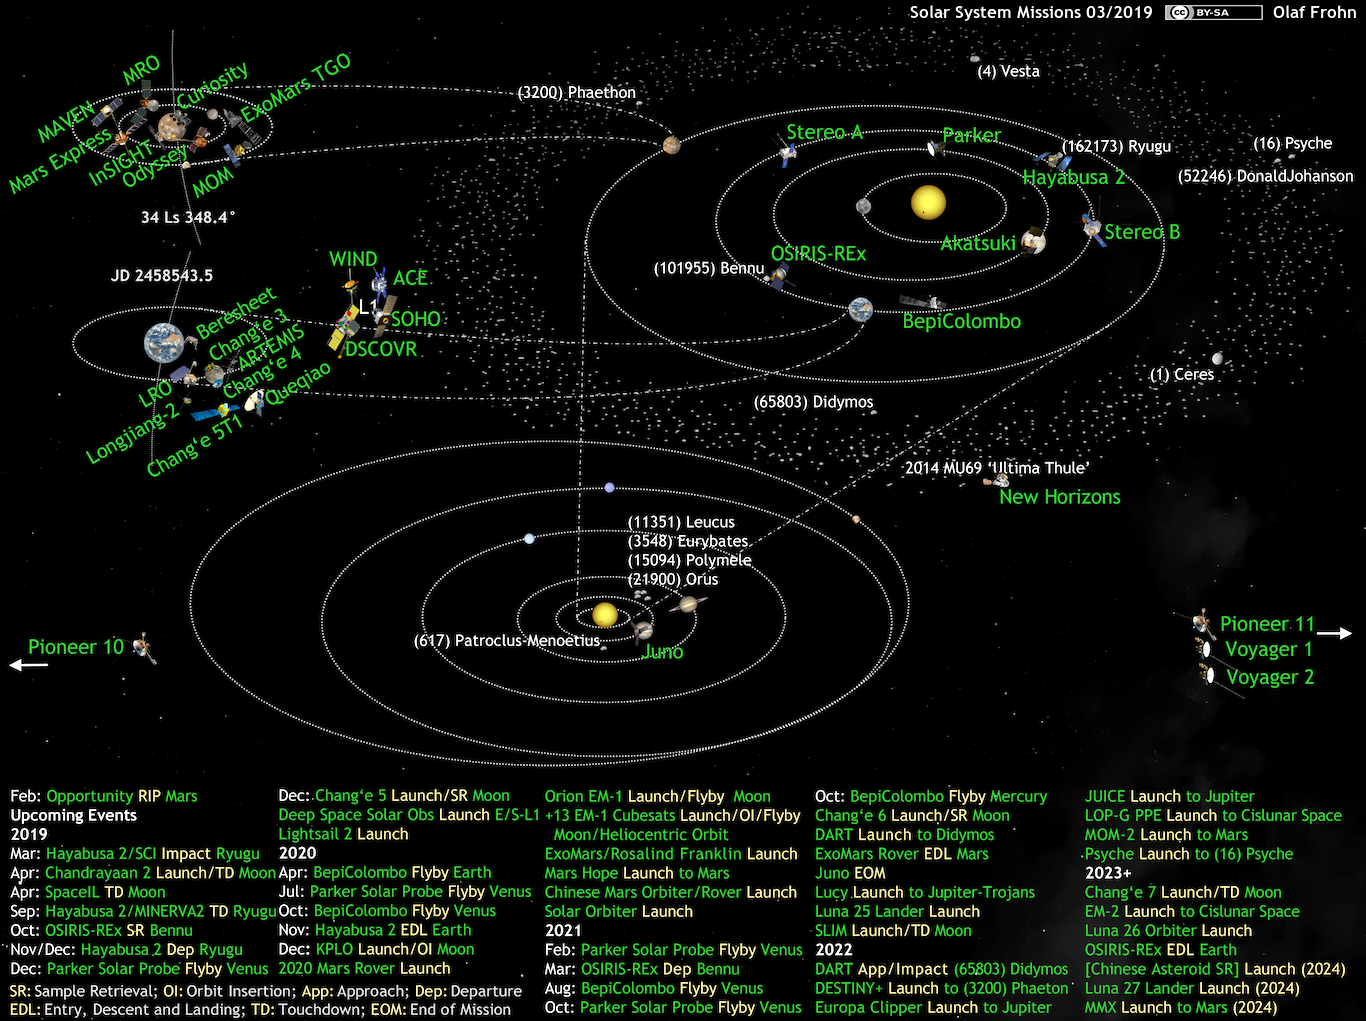 Solar System Missions 03/2019 cc BY-SA Olaf Frohn
MRO
Curiosity
ExoMars TGO
MAVEN
Mars Express
InSIGHT
Odyssey
MOM
34 Ls 348.4°
JD 2458543.5
(3200) Phaethon
(4) Vesta
Stereo A
Parker
(162173) Ryugu
Hayabusa 2
(16) Psyche
(52246) DonaldJohanson
Stereo B
Akatsuki
OSIRIS-REx
(101955) Bennu
BepiColombo
WIND
ACE
L1
SOHO
DSCOVR
Beresheet
Chang‘e 3
ARTEMIS
Chang‘e 4
Queqiao
LRO
Longjiang-2
Chang‘e 5T1
(1) Ceres
(65803) Didymos
2014 MU69 ‘Ultima Thule’
New Horizons
(11351) Leucus
(3548) Eurybates
(15094) Polymele
(21900) Orus
(617) Patroclus-Menoetius
Juno
Pioneer 10
Pioneer 11
Voyager 1
Voyager 2
Feb: Opportunity RIP Mars
Upcoming Events
2019
Mar: Hayabusa 2/SCI Impact Ryugu
Apr: Chandrayaan 2 Launch/TD Moon
Apr: SpaceIL TD Moon
Sep: Hayabusa 2/MINERVA2 TD Ryugu
Oct: OSIRIS-REx SR Bennu
Nov/Dec: Hayabusa 2 Dep Ryugu
Dec: Parker Solar Probe Flyby Venus
SR: Sample Retrieval; OI: Orbit Insertion; App: Approach; Dep: Departure
EDL: Entry, Descent and Landing; TD: Touchdown; EOM: End of Mission
Dec: Chang‘e 5 Launch/SR Moon
Deep Space Solar Obs Launch E/S-L1
Lightsail 2 Launch
2020
Apr: BepiColombo Flyby Earth
Jul: Parker Solar Probe Flyby Venus
Oct: BepiColombo Flyby Venus
Nov: Hayabusa 2 EDL Earth
Dec: KPLO Launch/OI Moon
2020 Mars Rover Launch
Orion EM-1 Launch/Flyby Moon
+13 EM-1 Cubesats Launch/OI/Flyby
Moon/Heliocentric Orbit
ExoMars/Rosalind Franklin Launch
Mars Hope Launch to Mars
Chinese Mars Orbiter/Rover Launch
Solar Orbiter Launch
2021
Feb: Parker Solar Probe Flyby Venus
Mar: OSIRIS-REx Dep Bennu
Aug: BepiColombo Flyby Venus
Oct: Parker Solar Probe Flyby Venus
Oct: BepiColombo Flyby Mercury
Chang‘e 6 Launch/SR Moon
DART Launch to Didymos
ExoMars Rover EDL Mars
Juno EOM
Lucy Launch to Jupiter-Trojans
Luna 25 Lander Launch
SLIM Launch/TD Moon
2022
DART App/Impact (65803) Didymos
DESTINY+ Launch to (3200) Phaeton
Europa Clipper Launch to Jupiter
JUICE Launch to Jupiter
LOP-G PPE Launch to Cislunar Space
MOM-2 Launch to Mars
Psyche Launch to (16) Psyche
2023+
Chang‘e 7 Launch/TD Moon
EM-2 Launch to Cislunar Space
Luna 26 Orbiter Launch
OSIRIS-REx EDL Earth
[Chinese Asteroid SR] Launch (2024)
Luna 27 Lander Launch (2024)
MMX Launch to Mars (2024)